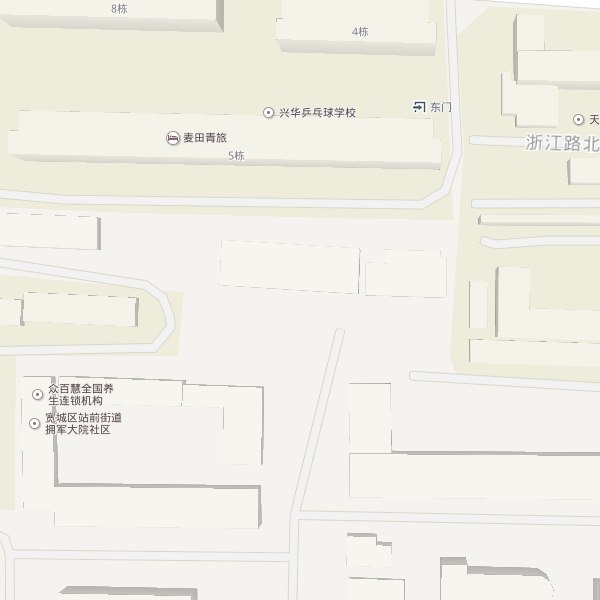 8栋
4栋
兴华乒乓球学校
东门
天
麦田青旅
浙江路北
5栋
众百慧全国养
生连锁机构
宽城区站前街道
拥军大院社区